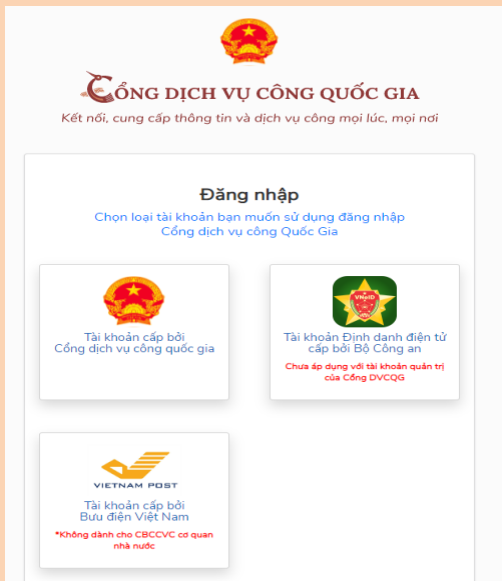 CỔNG DỊCH VỤ CÔNG QUỐC GIA
Kết nối, cung cấp thông tin và dịch vụ công mọi lúc, mọi nơi
Đăng nhập
Chọn loại tài khoản bạn muốn sử dụng đăng nhập
Cổng dịch vụ công Quốc Gia
Tài khoản cấp bởi
Cổng dịch vụ công quốc gia
VNeID
Tài khoản Định danh điện tử
cấp bởi Bộ Công an
Chưa áp dụng với tài khoản quản trị
của Cổng DVCQG
VIETNAM POST
Tài khoản cấp bởi
Bưu điện Việt Nam
*Không dành cho CBCCVC cơ quan
nhà nước